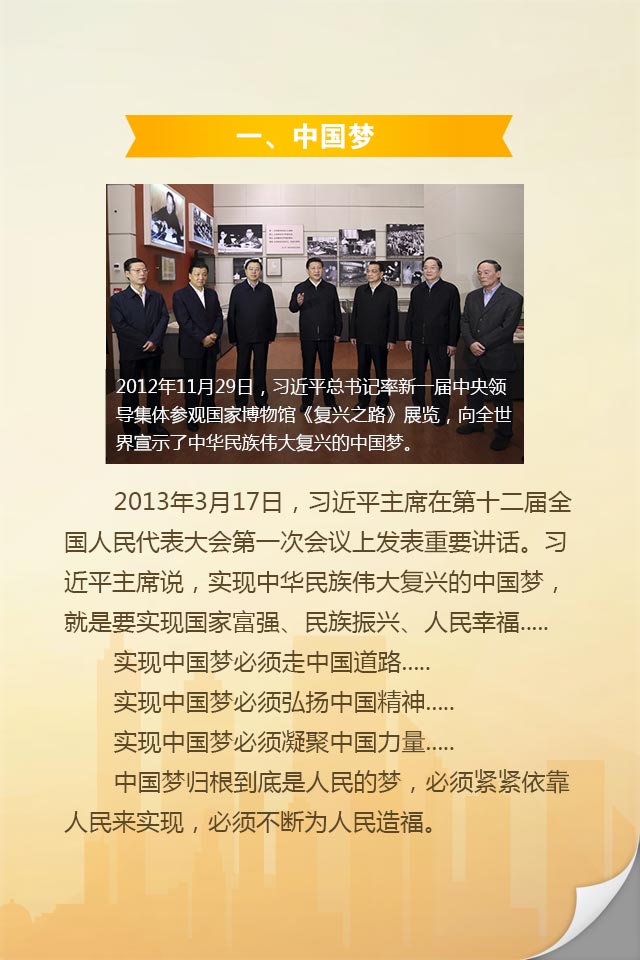 一、中国梦
2012年11月29日，习近平总书记率新一届中央领
导集体参观国家博物馆《复兴之路》展览，向全世
界宣示了中华民族伟大复兴的中国梦。
2013年3月17日，习近平主席在第十二届全
国人民代表大会第一次会议上发表重要讲话。习
近平主席说，实现中华民族伟大复兴的中国梦，
就是要实现国家富强、民族振兴、人民幸福.....
实现中国梦必须走中国道路.....
实现中国梦必须弘扬中国精神.....
实现中国梦必须凝聚中国力量.....
中国梦归根到底是人民的梦，必须紧紧依靠
人民来实现，必须不断为人民造福。